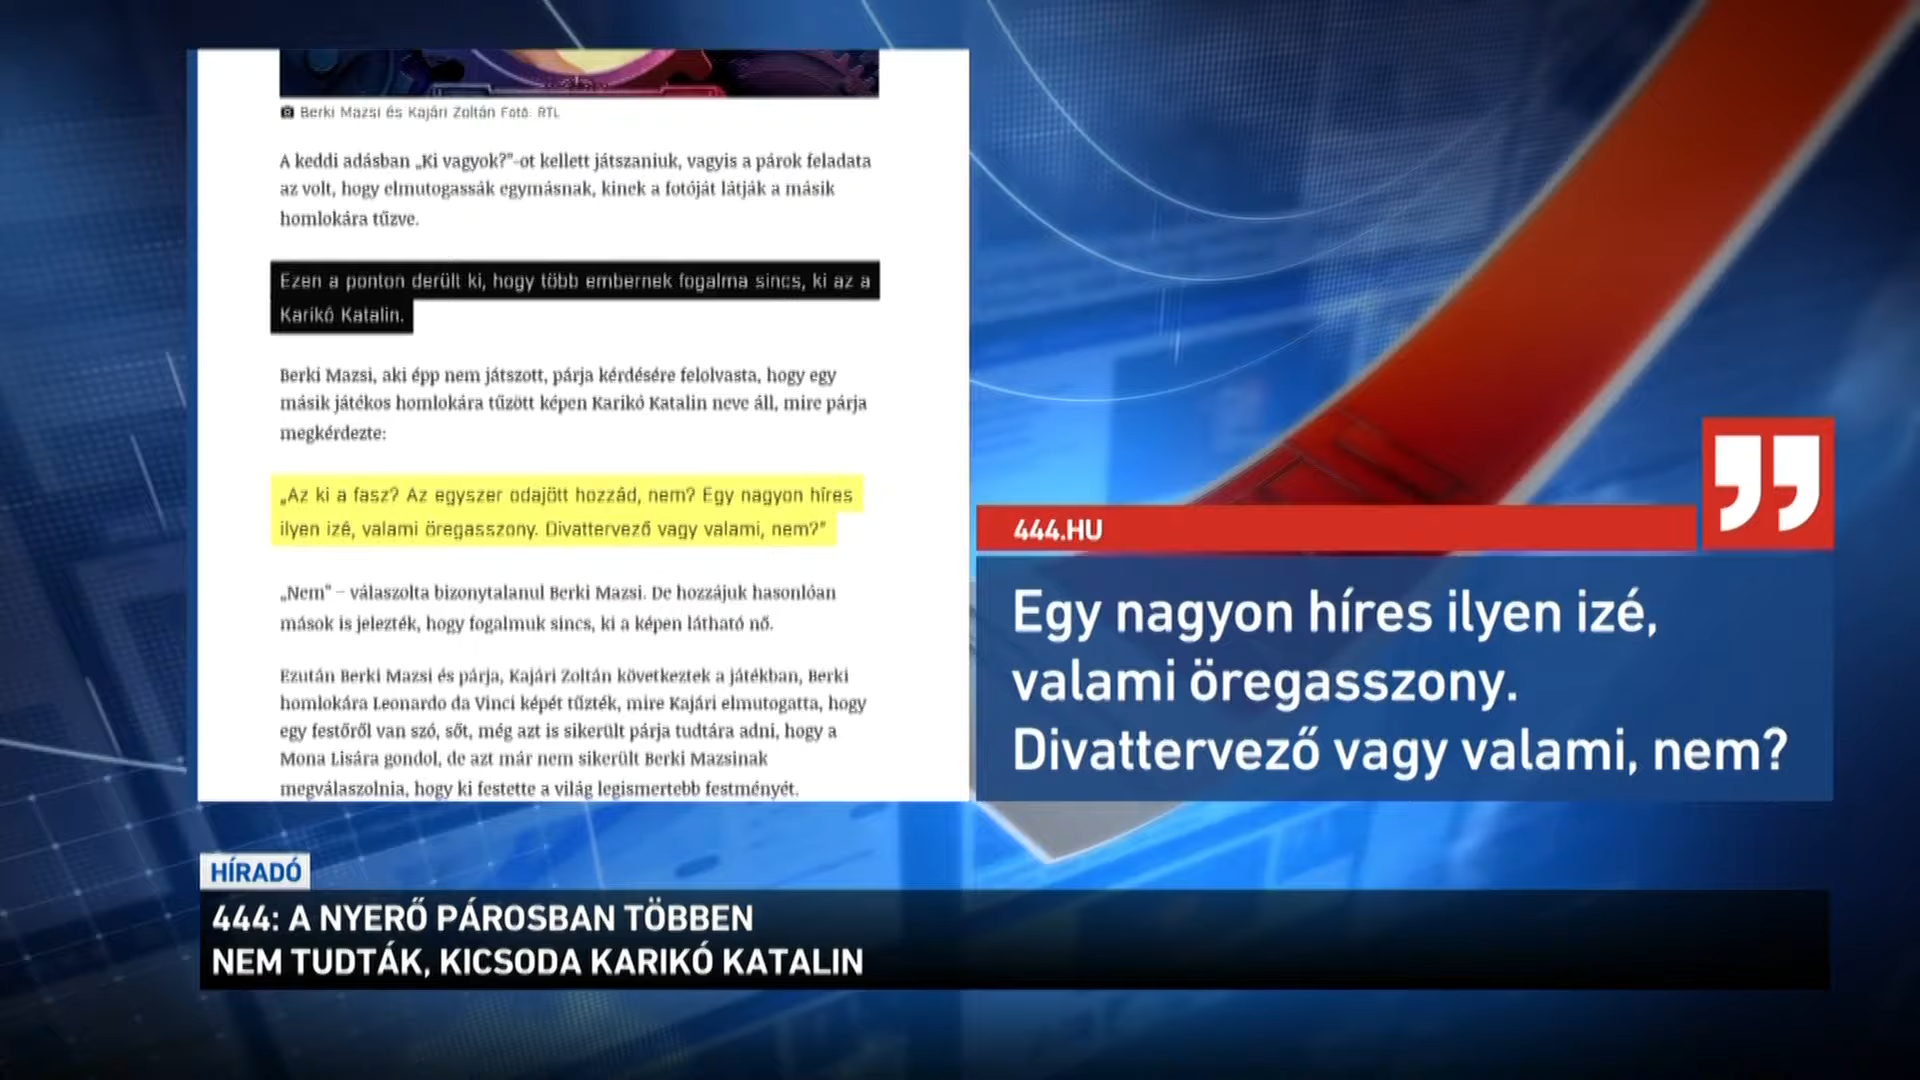 Berki Mazsi és Kajári Zoltán Fotó: RTL
A keddi adásban „Ki vagyok?”-ot kellett játszaniuk, vagyis a párok feladata
az volt, hogy elmutogassák egymásnak, kinek a fotóját látják a másik
homlokára tűzve.
Ezen a ponton derült ki, hogy több embernek fogalma sincs, ki az a
Karikó Katalin.
Berki Mazsi, aki épp nem játszott, párja kérdésére felolvasta, hogy egy
másik játékos homlokára tűzött képen Karikó Katalin neve áll, mire párja
megkérdezte:
„Az ki a fasz? Az egyszer odajött hozzád, nem? Egy nagyon híres
ilyen izé, valami öregasszony. Divattervező vagy valami, nem?”
„Nem” – válaszolta bizonytalanul Berki Mazsi. De hozzájuk hasonlóan
mások is jelezték, hogy fogalmuk sincs, ki a képen látható nő.
Ezután Berki Mazsi és párja, Kajári Zoltán következtek a játékban, Berki
homlokára Leonardo da Vinci képét tűzték, mire Kajári elmutogatta, hogy
egy festőről van szó, sőt, még azt is sikerült párja tudtára adni, hogy a
Mona Lisára gondol, de azt már nem sikerült Berki Mazsinak
megválaszolnia, hogy ki festette a világ legismertebb festményét.
444.HU
Egy nagyon híres ilyen izé,
valami öregasszony.
Divattervező vagy valami, nem?
HÍRADÓ
444: A NYERŐ PÁROSBAN TÖBBEN
NEM TUDTÁK, KICSODA KARIKÓ KATALIN